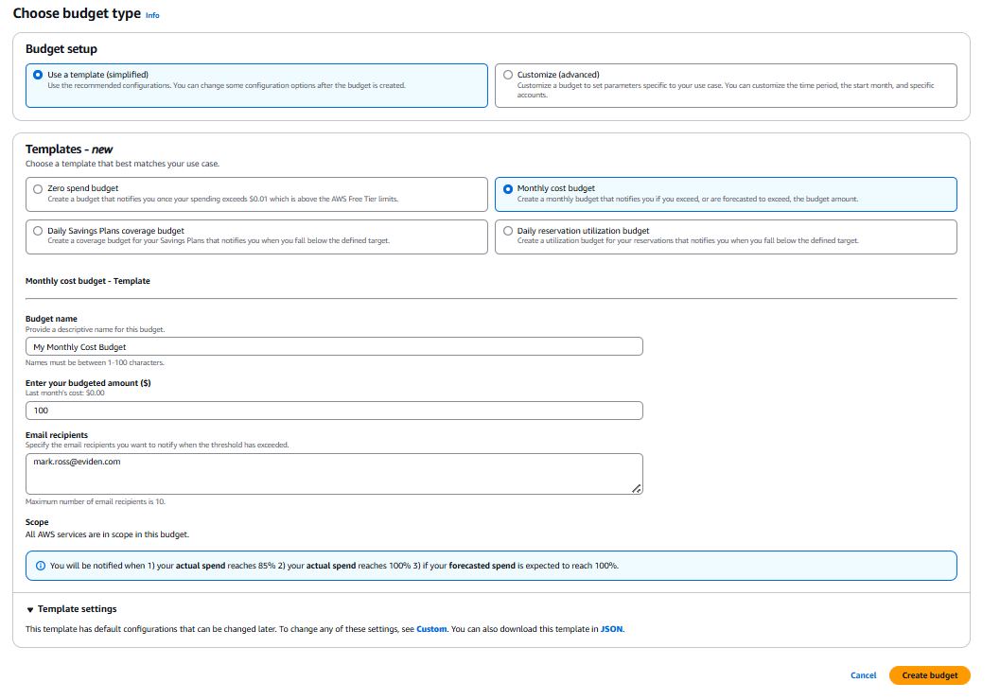 Choose budget type Info
Budget setup
Use a template (simplified)
Use the recommended configurations. You can change some configuration options after the budget is created.
Customize (advanced)
Customize a budget to set parameters specific to your use case. You can customize the time period, the start month, and specific
accounts.
Templates - new
Choose a template that best matches your use case.
Zero spend budget
Create a budget that notifies you once your spending exceeds $0.01 which is above the AWS Free Tier limits.
Monthly cost budget
Create a monthly budget that notifies you if you exceed, or are forecasted to exceed, the budget amount.
Daily Savings Plans coverage budget
Create a coverage budget for your Savings Plans that notifies you when you fall below the defined target.
Daily reservation utilization budget
Create a utilization budget for your reservations that notifies you when you fall below the defined target.
Monthly cost budget - Template
Budget name
Provide a descriptive name for this budget.
My Monthly Cost Budget
Names must be between 1-100 characters.
Enter your budgeted amount ($)
Last month's cost: $0.00
100
Email recipients
Specify the email recipients you want to notify when the threshold has exceeded.
mark.ross@eviden.com
Maximum number of email recipients is 10.
Scope
All AWS services are in scope in this budget.
You will be notified when 1) your actual spend reaches 85% 2) your actual spend reaches 100% 3) if your forecasted spend is expected to reach 100%.
Template settings
This template has default configurations that can be changed later. To change any of these settings, see Custom. You can also download this template in JSON.
Cancel
Create budget